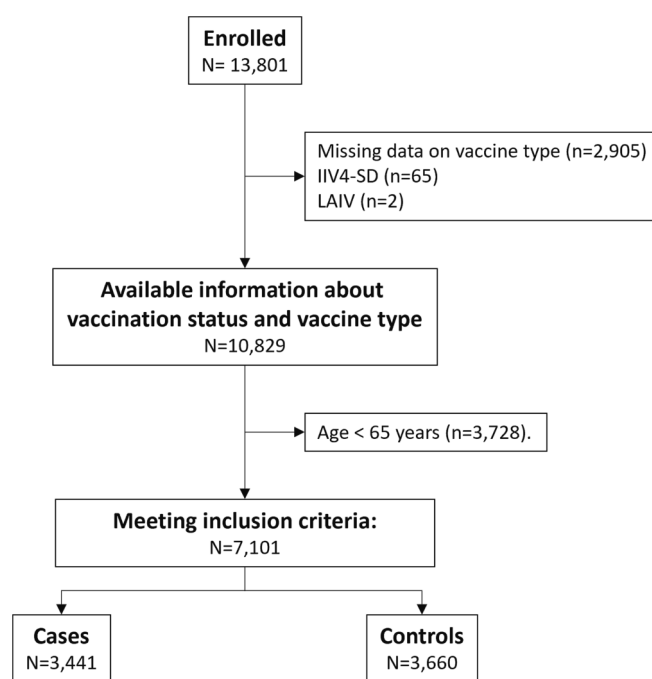 Enrolled
N= 13,801
Missing data on vaccine type (n=2,905)
IIV4-SD (n=65)
LAIV (n=2)
Available information about
vaccination status and vaccine type
N=10,829
Age < 65 years (n=3,728).
Meeting inclusion criteria:
N=7,101
Cases
N=3,441
Controls
N=3,660